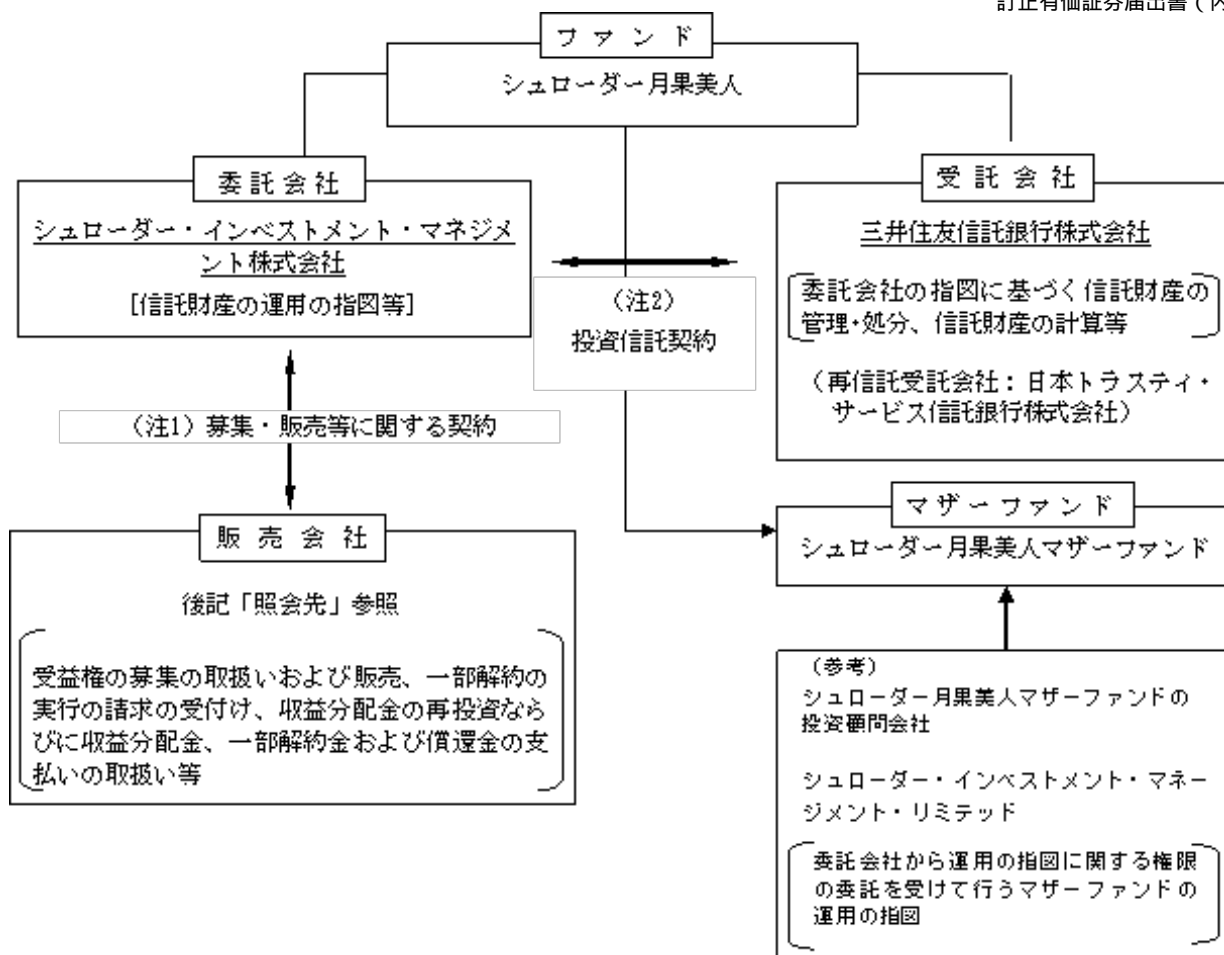 訂正有価証券届出書（内
ファンド
シュローダー月果美人
委託会社
シュローダー・インベストメント・マネジメ
ント株式会社
[信託財産の運用の指図等]
受託会社
三井住友信託銀行株式会社
委託会社の指図に基づく信託財産の
管理・処分、信託財産の計算等
（再信託受託会社：日本トラスティ・
サービス信託銀行株式会社）
（注2）
投資信託契約
（注1）募集・販売等に関する契約
マザーファンド
シュローダー月果美人マザーファンド
販売会社
後記「照会先」参照
受益権の募集の取扱いおよび販売、一部解約の
実行の請求の受付け、収益分配金の再投資なら
びに収益分配金、一部解約金および償還金の支
払いの取扱い等
（参考）
シュローダー月果美人マザーファンドの
投資顧問会社
シュローダー・インベストメント・マネー
ジメント・リミテッド
委託会社から運用の指図に関する権限
の委託を受けて行うマザーファンドの
運用の指図